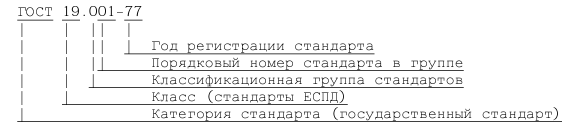 ГОСТ 19.001-77
Год регистрации стандарта
Порядковый номер стандарта в группе
Классификационная группа стандартов
Класс (стандарты ЕСПД)
Категория стандарта (государственный стандарт)